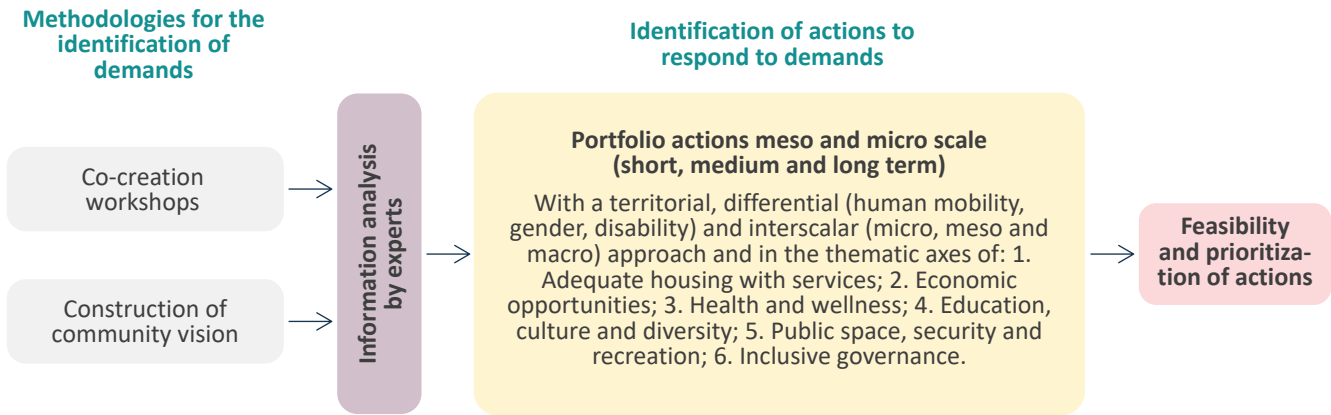 Methodologies for the
identification of
demands
Co-creation
workshops
Construction of
community vision
Information analysis
by experts
Identification of actions to
respond to demands
Portfolio actions meso and micro scale
(short, medium and long term)
With a territorial, differential (human mobility,
gender, disability) and interscalar (micro, meso and
macro) approach and in the thematic axes of: 1.
Adequate housing with services; 2. Economic
opportunities; 3. Health and wellness; 4. Education,
culture and diversity; 5. Public space, security and
recreation; 6. Inclusive governance.
Feasibility
and prioritiza-
tion of actions